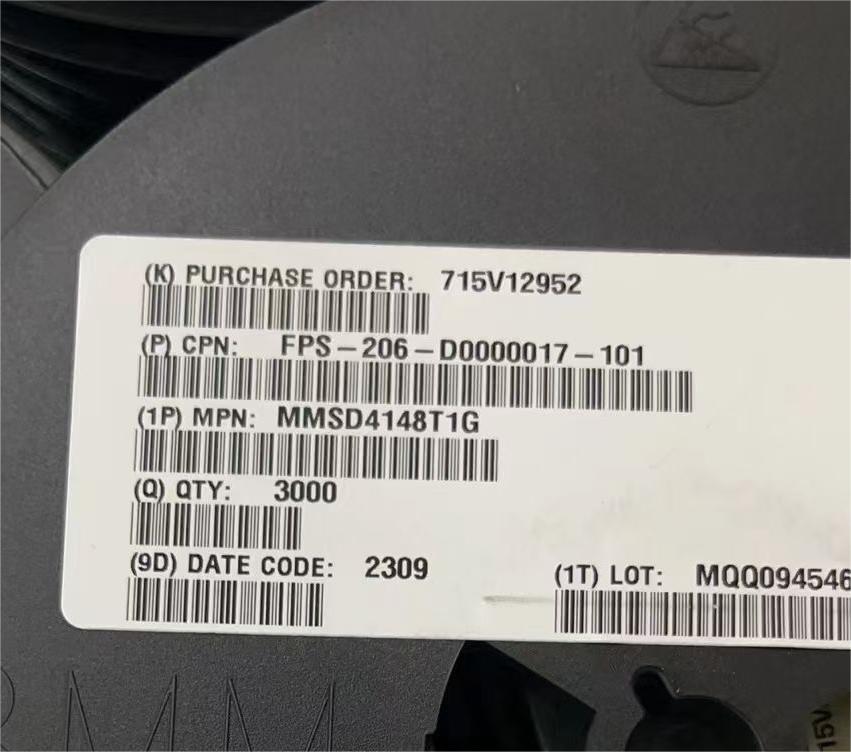 (K) PURCHASE ORDER: 715V12952
(P) CPN: FPS-206-D0000017-101
(1P) MPN: MMSD4148T1G
(Q) QTY: 3000
(9D) DATE CODE: 2309
(1T) LOT: MQQ094546